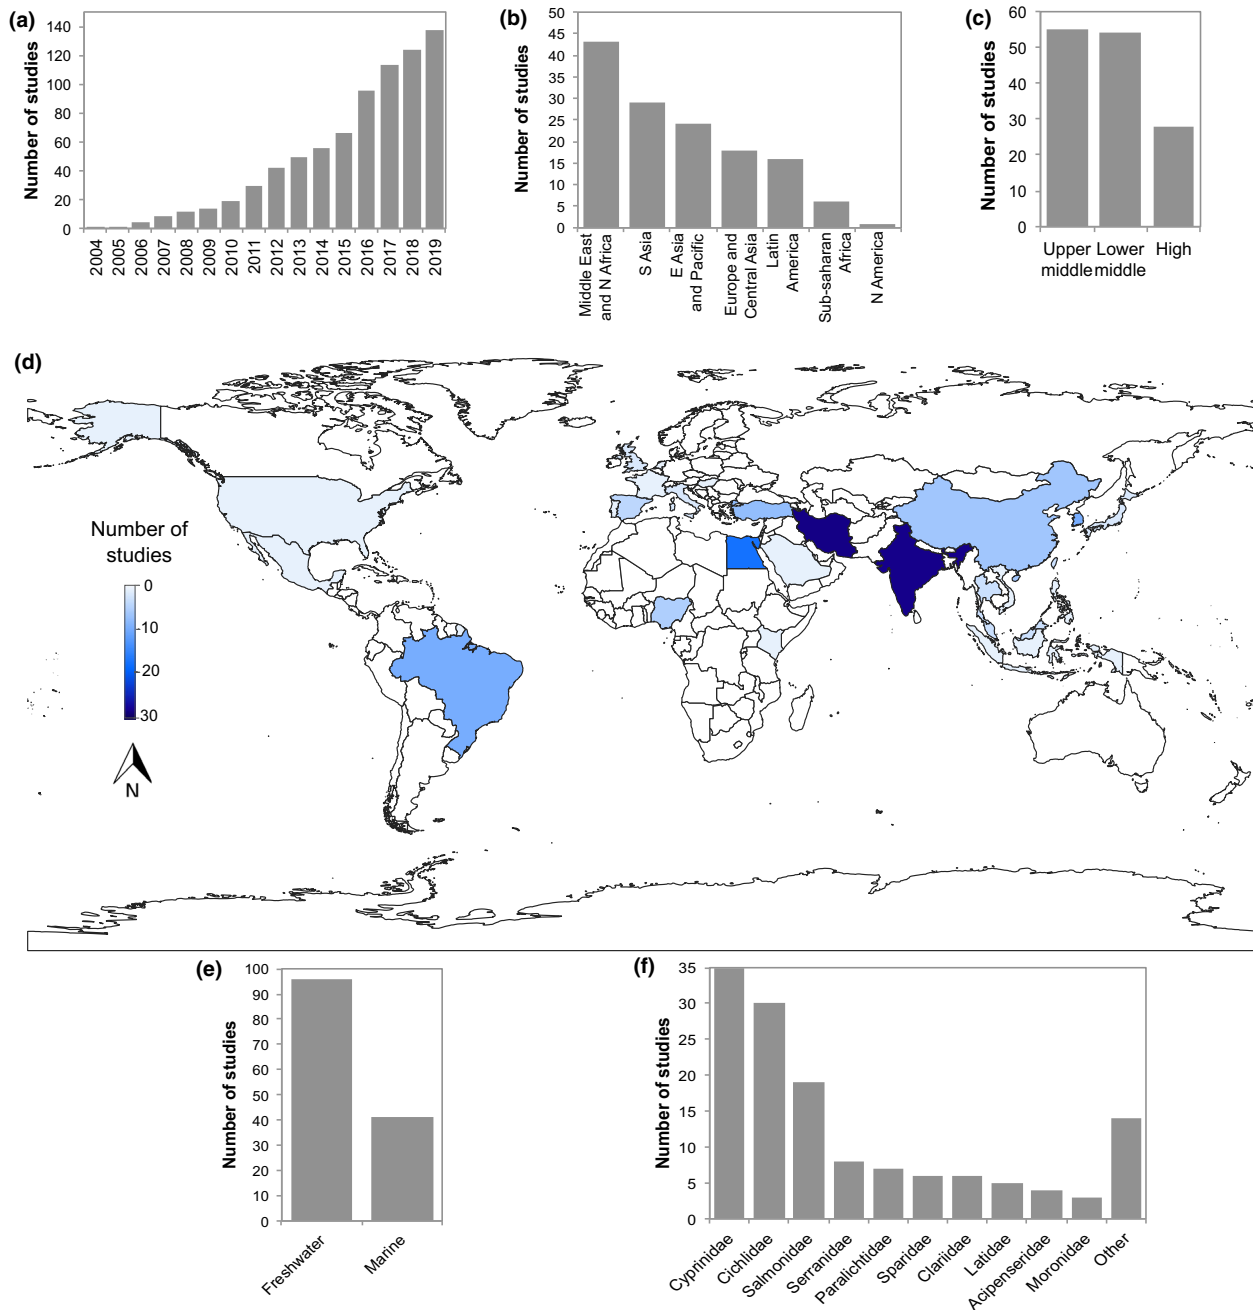 (a)
Number of studies
140
120
100
80
60
40
20
0
2004
2005
2006
2007
2008
2009
2010
2011
2012
2013
2014
2015
2016
2017
2018
2019
(b)
Number of studies
50
45
40
35
30
25
20
15
10
5
0
Middle East
and N Africa
S Asia
E Asia
and Pacific
Europe and
Central Asia
Latin
America
Sub-saharan
Africa
N America
(c)
Number of studies
60
50
40
30
20
10
0
Upper
middle
Lower
middle
High
(d)
Number of
studies
0
10
20
30
N
(e)
Number of studies
100
90
80
70
60
50
40
30
20
10
0
Freshwater
Marine
(f)
Number of studies
35
30
25
20
15
10
5
0
Cyprinidae
Cichlidae
Salmonidae
Serranidae
Paralichtidae
Sparidae
Clariidae
Latidae
Acipenseridae
Moronidae
Other